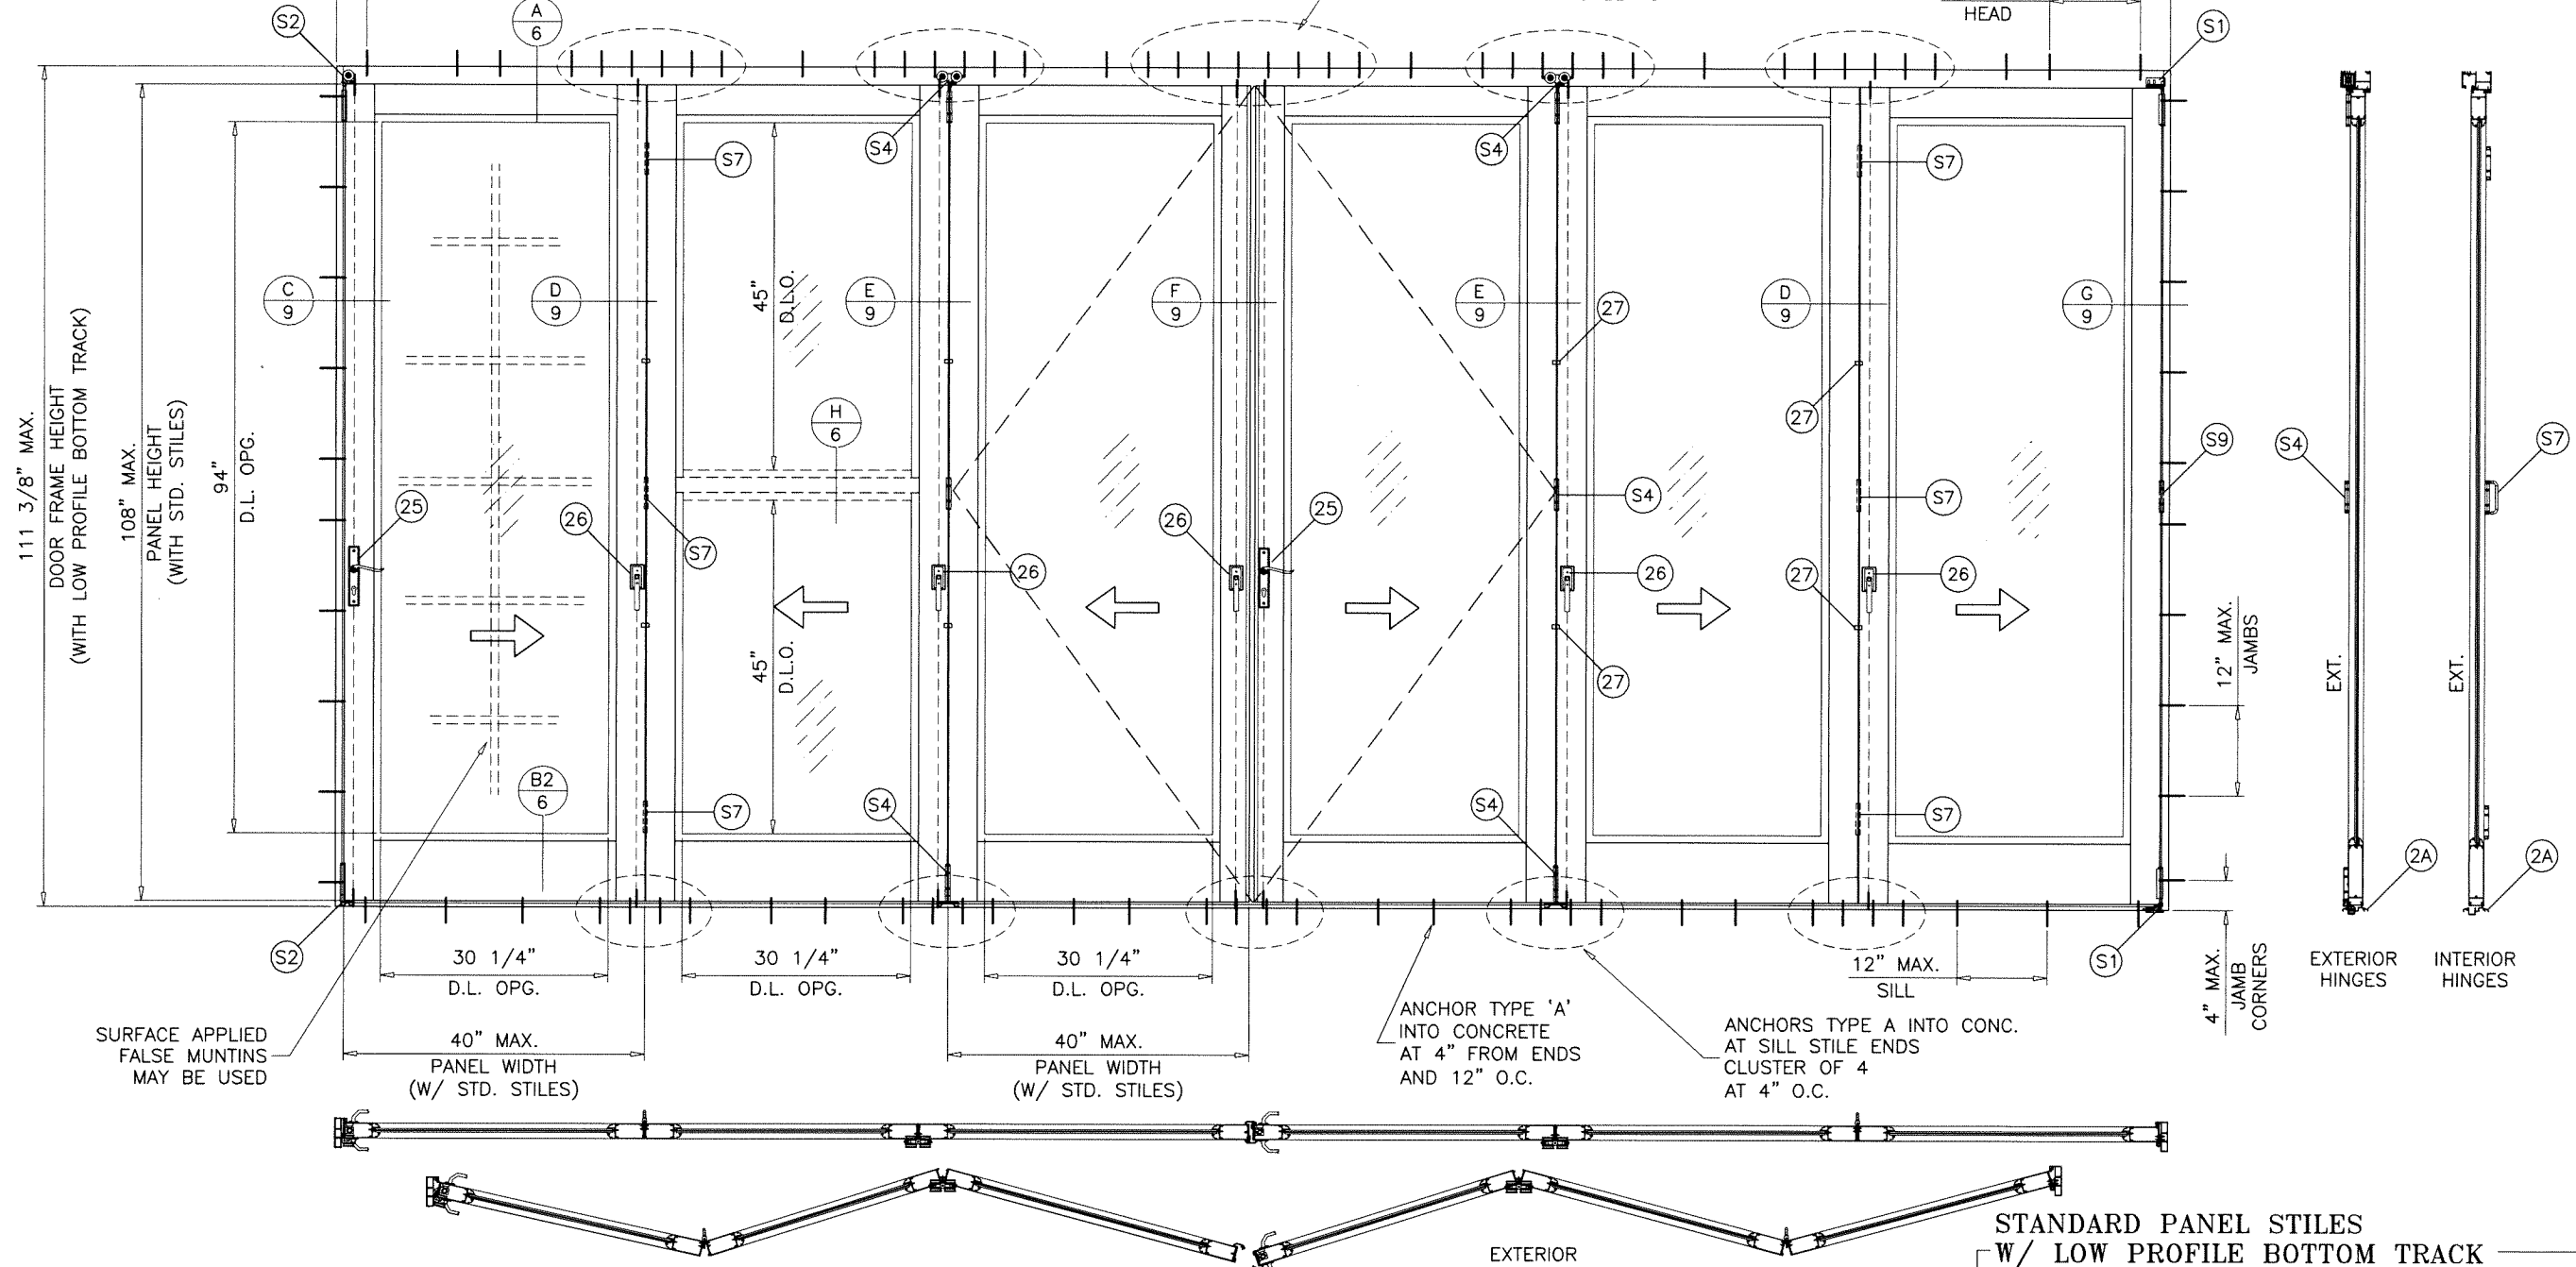 HEAD
S2
A
6
S1
S4
S4
S7
S7
45"
D.L.O.
C
9
D
9
E
9
F
9
E
9
27
D
9
G
9
111 3/8" MAX.
DOOR FRAME HEIGHT
(WITH LOW PROFILE BOTTOM TRACK)
108" MAX.
PANEL HEIGHT
(WITH STD. STILES)
94"
D.L. OPG.
H
6
27
S4
S9
S7
25
26
S7
26
26
25
S4
S7
26
26
27
45"
D.L.O.
27
12" MAX.
JAMBS
EXT.
EXT.
B2
6
S7
S4
S4
S7
2A
2A
S2
30 1/4"
D.L. OPG.
30 1/4"
D.L. OPG.
30 1/4"
D.L. OPG.
12" MAX.
SILL
S1
4" MAX.
JAMB
CORNERS
EXTERIOR
HINGES
INTERIOR
HINGES
SURFACE APPLIED
FALSE MUNTINS
MAY BE USED
40" MAX.
PANEL WIDTH
(W/ STD. STILES)
40" MAX.
PANEL WIDTH
(W/ STD. STILES)
ANCHOR TYPE 'A'
INTO CONCRETE
AT 4" FROM ENDS
AND 12" O.C.
ANCHORS TYPE A INTO CONC.
AT SILL STILE ENDS
CLUSTER OF 4
AT 4" O.C.
EXTERIOR
STANDARD PANEL STILES
W/ LOW PROFILE BOTTOM TRACK